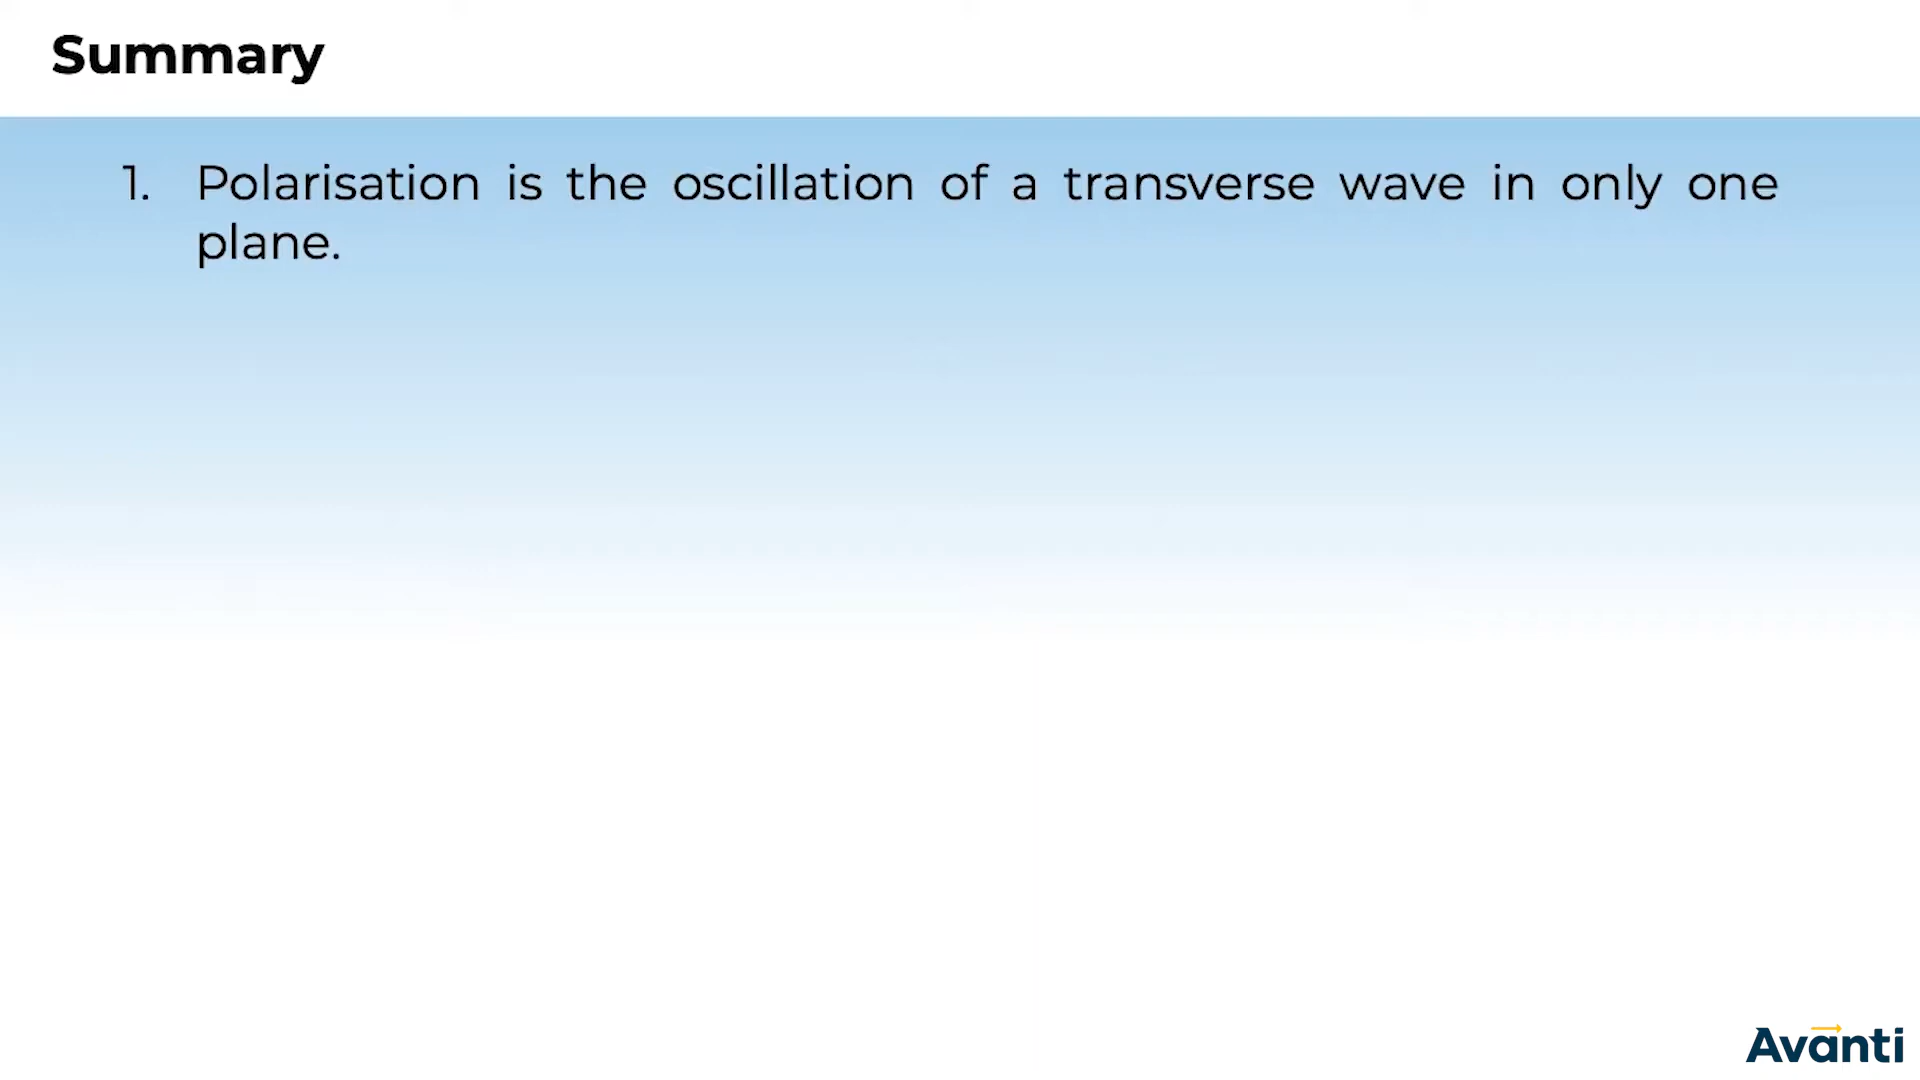 Summary
1. Polarisation is the oscillation of a transverse wave in only one
plane.
Avanti